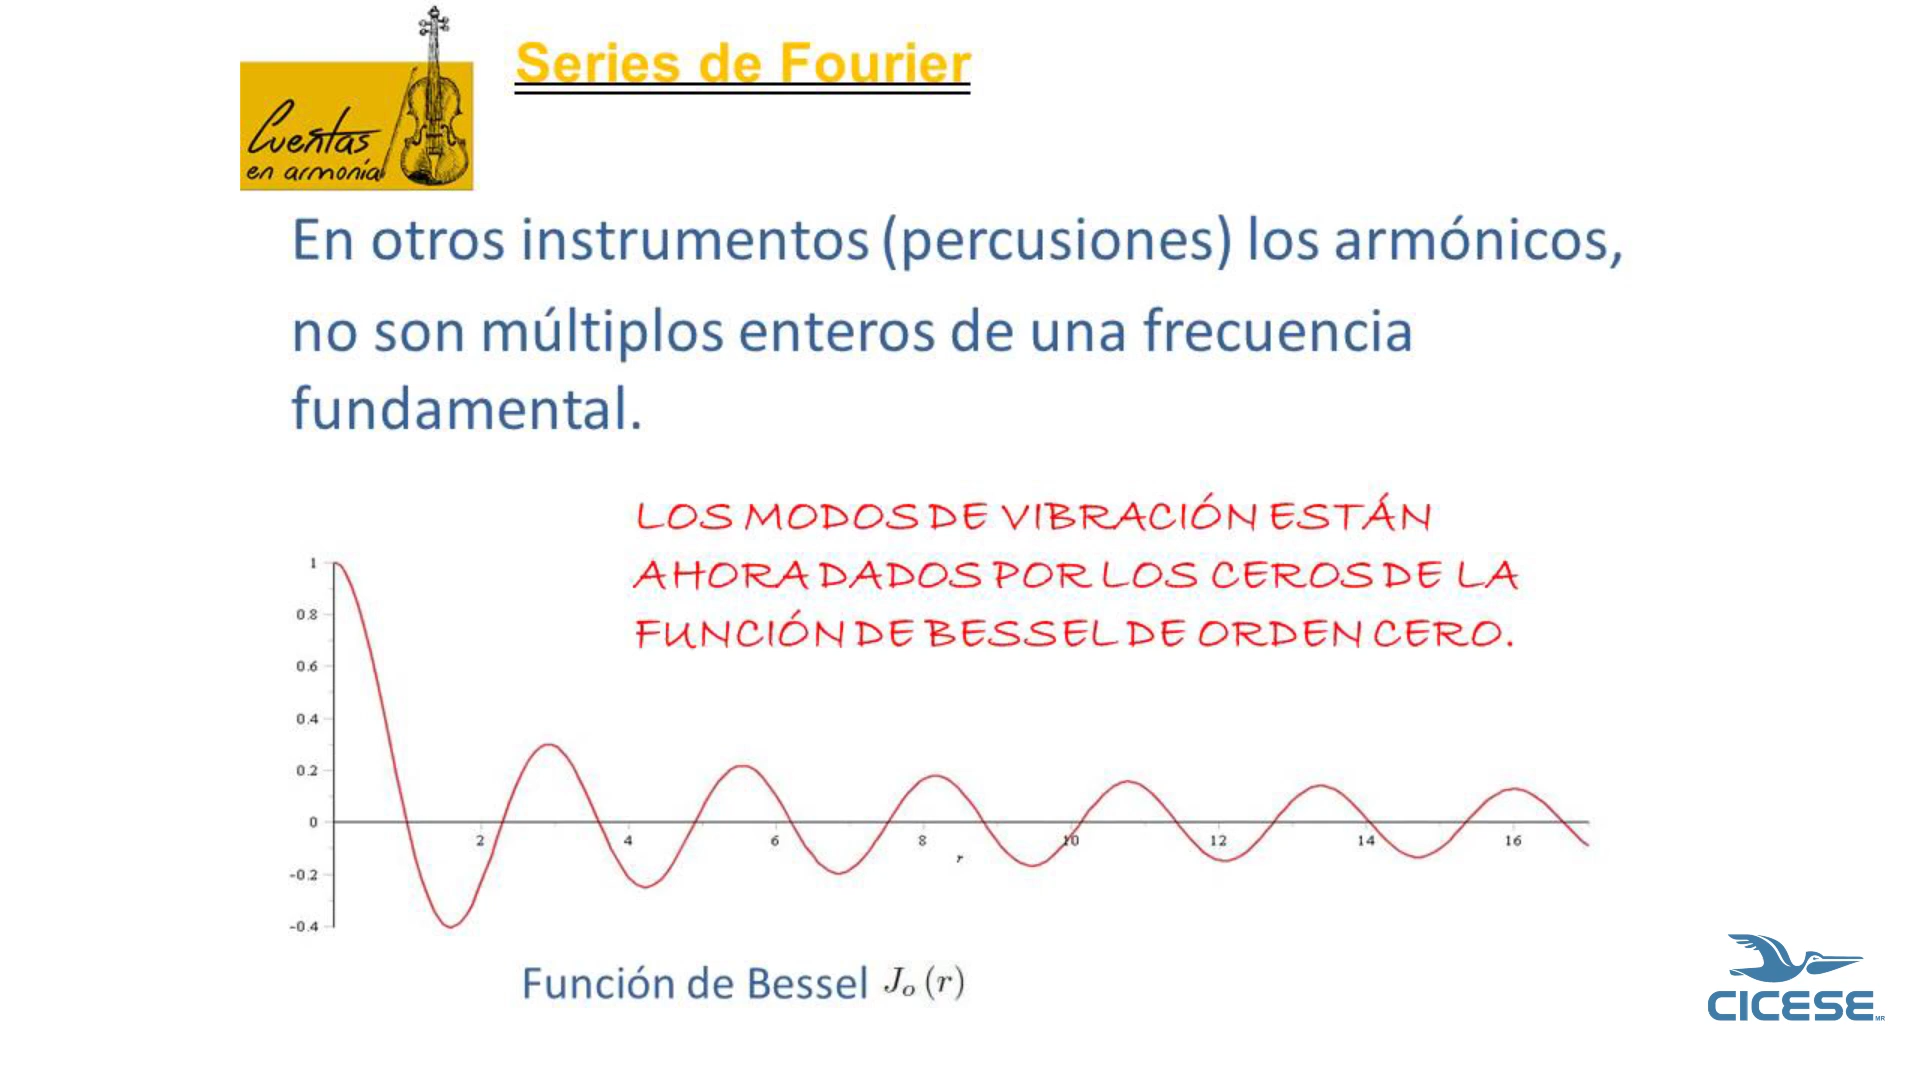 Series de Fourier
Cuentas
en armonía
En otros instrumentos (percusiones) los armónicos,
no son múltiplos enteros de una frecuencia
fundamental.
LOS MODOS DE VIBRACIÓN ESTÁN
AHORA DADOS POR LOS CEROS DE LA
FUNCIÓN DE BESSEL DE ORDEN CERO.
1
0.8
0.6
0.4
0.2
0
-0.2
-0.4
2 4 6 8 10 12 14 16
r
Función de Bessel J_o (r)
CICESE MR